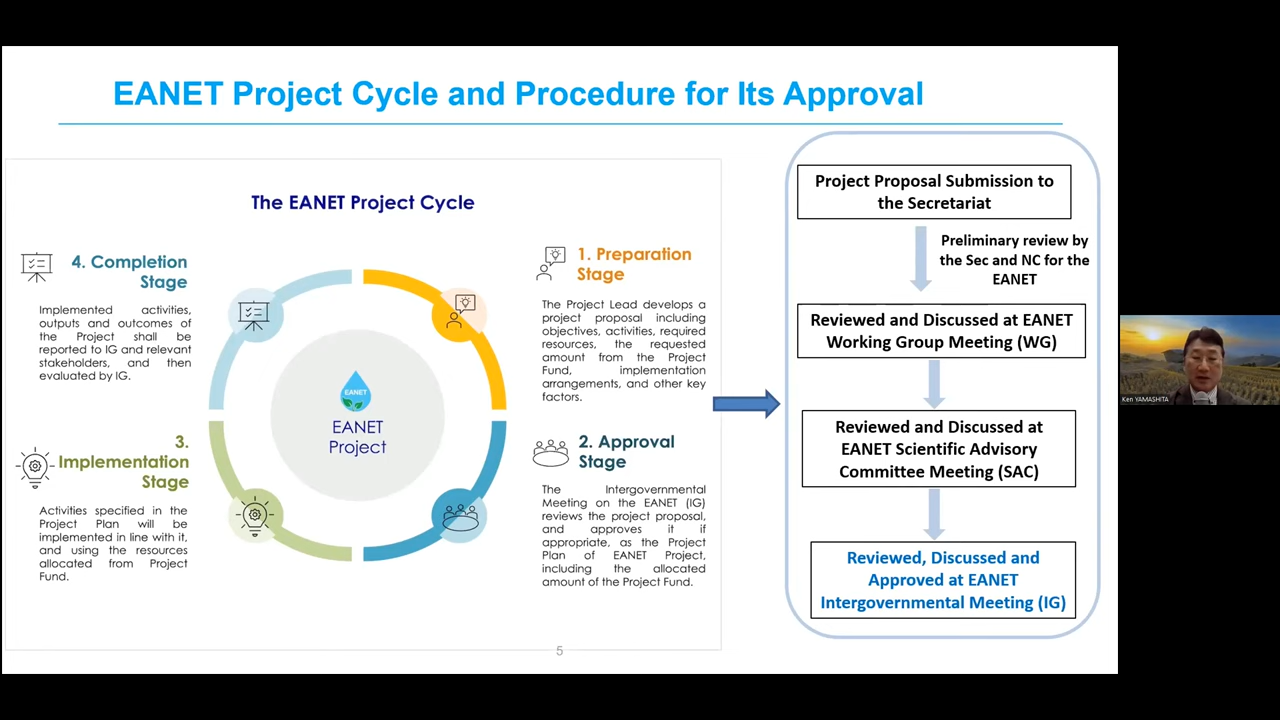 EANET Project Cycle and Procedure for Its Approval
The EANET Project Cycle
4. Completion
Stage
Implemented activities,
outputs and outcomes of
the Project shall be
reported to IG and relevant
stakeholders, and then
evaluated by IG.
3.
Implementation
Stage
Activities specified in the
Project Plan will be
implemented in line with it,
and using the resources
allocated from Project
Fund.
EANET
EANET
Project
1. Preparation
Stage
The Project Lead develops a
project proposal including
objectives, activities, required
resources, the requested
amount from the Project
Fund, implementation
arrangements, and other key
factors.
2. Approval
Stage
The Intergovernmental
Meeting on the EANET (IG)
reviews the project proposal,
and approves it if
appropriate, as the Project
Plan of EANET Project,
including the allocated
amount of the Project Fund.
5
Project Proposal Submission to
the Secretariat
Preliminary review by
the Sec and NC for the
EANET
Reviewed and Discussed at EANET
Working Group Meeting (WG)
Reviewed and Discussed at
EANET Scientific Advisory
Committee Meeting (SAC)
Reviewed, Discussed and
Approved at EANET
Intergovernmental Meeting (IG)
Ken YAMASHITA